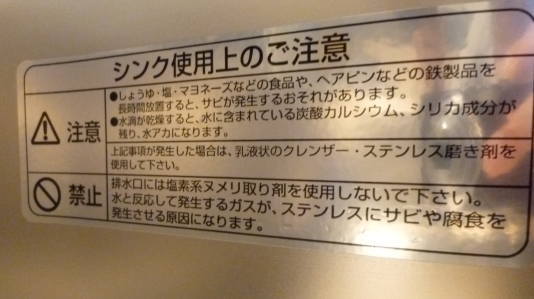 シンク使用上のご注意
注意
●しょうゆ・塩・マヨネーズなどの食品や、ヘアピンなどの鉄製品を
長時間放置すると、サビが発生するおそれがあります。
●水滴が乾燥すると、水に含まれている炭酸カルシウム、シリカ成分が
残り、水アカになります。
上記事項が発生した場合は、乳液状のクレンザー・ステンレス磨き剤を
使用して下さい。
禁止
排水口には塩素系ヌメリ取り剤を使用しないで下さい。
水と反応して発生するガスが、ステンレスにサビや腐食を
発生させる原因になります。